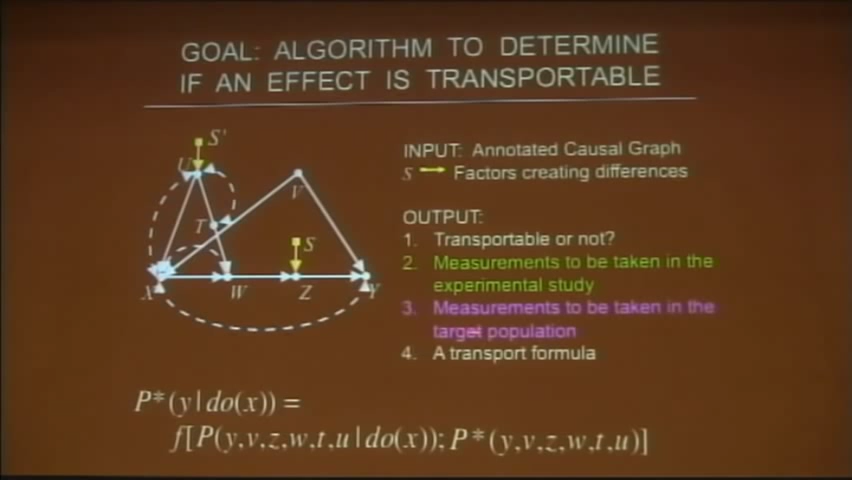 GOAL: ALGORITHM TO DETERMINE
IF AN EFFECT IS TRANSPORTABLE
S'
U
V
T
S
X
W
Z
Y
INPUT: Annotated Causal Graph
S Factors creating differences
OUTPUT:
1. Transportable or not?
2. Measurements to be taken in the
experimental study
3. Measurements to be taken in the
target population
4. A transport formula
P*(y|do(x)) =
f[P(y,v,z,w,t,u|do(x)); P*(y,v,z,w,t,u)]